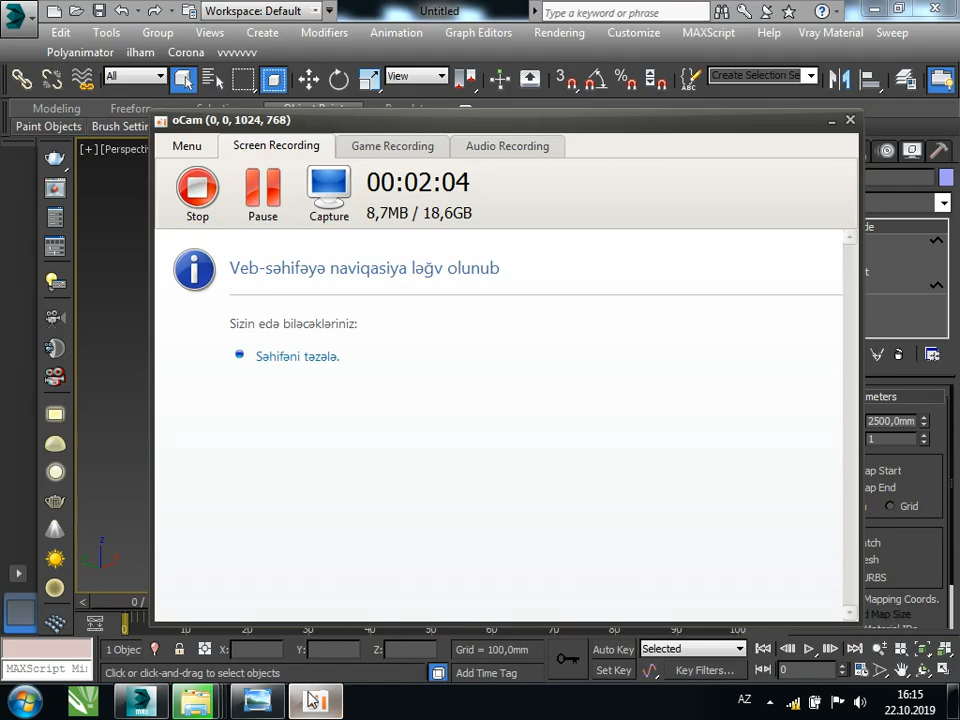 Workspace: Default
Untitled
Type a keyword or phrase
Edit Tools Group Views Create Modifiers Animation Graph Editors Rendering Customize MAXScript Help Vray Material Sweep
Polyanimator ilham Corona vvvvvvv
All
View
Create Selection Se
Modeling Freeform
Paint Objects Brush Settin
oCam (0, 0, 1024, 768)
[+] [Perspectiv
Menu Screen Recording Game Recording Audio Recording
00:02:04
8,7MB / 18,6GB
Stop Pause Capture
Veb-səhifəyə naviqasiya ləğv olunub
Sizin edə biləcəkləriniz:
Səhifəni təzələ.
de
t
meters
2500,0mm
1
ap Start
ap End
Grid
atch
esh
URBS
Mapping Coords.
d Map Size
0 /
0 10 20 30 40 50 60 70 80 90 100
1 Object X: Y: Z: Grid = 100,0mm Auto Key Selected
MAXScript Mi
Click or click-and-drag to select objects
Add Time Tag
Set Key
Key Filters...
0
AZ
16:15
22.10.2019